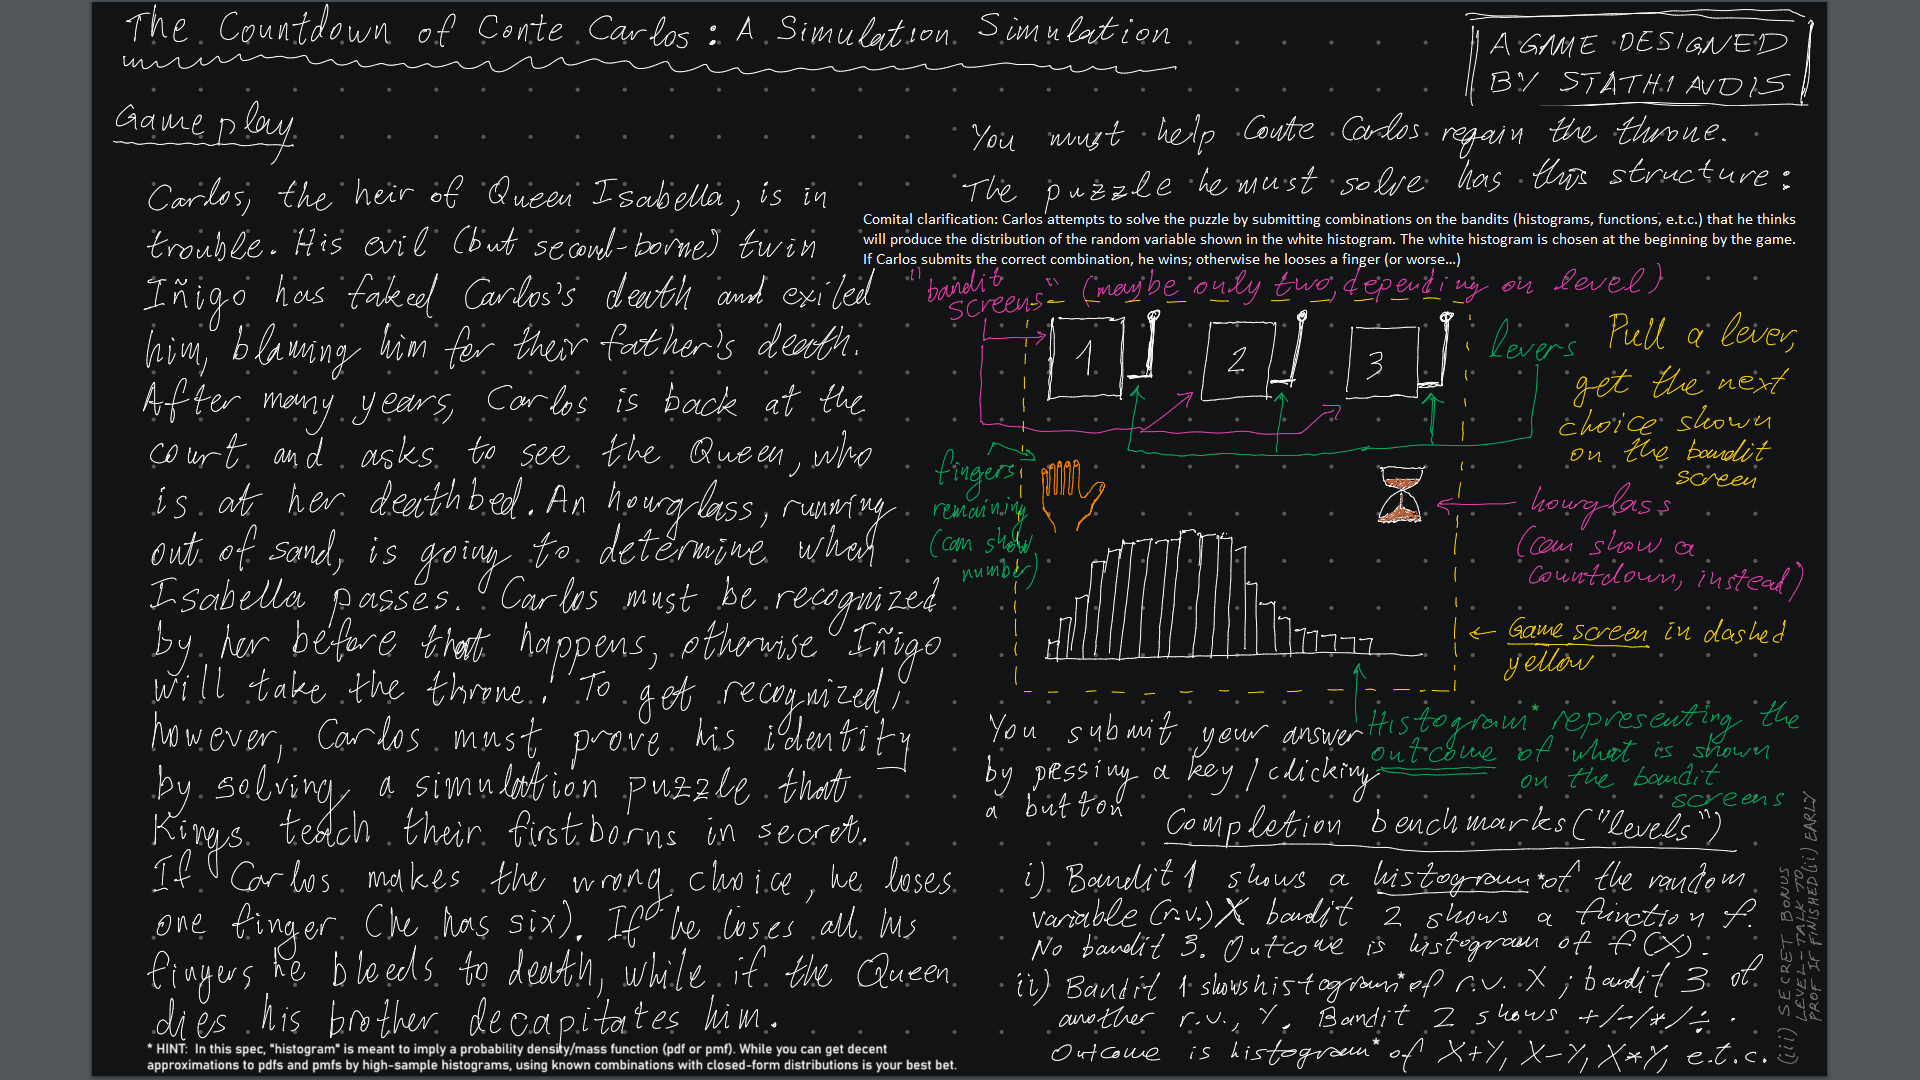 The Countdown of Conte Carlos: A Simulation Simulation
A GAME DESIGNED
BY STATHIAUDIS
Gameplay
Carlos, the heir of Queen Isabella, is in
trouble. His evil (but second-borne) twin
Iñigo has faked Carlos's death and exiled
him, blaming him for their father's death.
After many years, Carlos is back at the
court and asks to see the Queen, who
is at her deathbed. An hourglass, running
out of sand, is going to determine when
Isabella passes. Carlos must be recognized
by her before that happens, otherwise Iñigo
will take the throne. To get recognized,
however, Carlos must prove his identity
by solving a simulation puzzle that
Kings teach their firstborns in secret.
If Carlos makes the wrong choice, he loses
one finger (he has six). If he loses all his
fingers he bleeds to death, while if the Queen
dies his brother decapitates him.
* HINT: In this spec, "histogram" is meant to imply a probability density/mass function (pdf or pmf). While you can get decent
approximations to pdfs and pmfs by high-sample histograms, using known combinations with closed-form distributions is your best bet.
You must help Conte Carlos regain the throne.
The puzzle he must solve has this structure:
Comital clarification: Carlos attempts to solve the puzzle by submitting combinations on the bandits (histograms, functions, e.t.c.) that he thinks
will produce the distribution of the random variable shown in the white histogram. The white histogram is chosen at the beginning by the game.
If Carlos submits the correct combination, he wins; otherwise he looses a finger (or worse...)
"bandit
screens" (maybe only two, depending on level)
1
2
3
levers
Pull a lever,
get the next
choice shown
on the bandit
screen
fingers
remaining
(can show
number)
hourglass
(can show a
countdown, instead)
Game screen in dashed
yellow
Histogram* representing the
outcome of what is shown
on the bandit
screens
You submit your answer
by pressing a key / clicking
a button
Completion benchmarks ("levels")
i) Bandit 1 shows a histogram* of the random
variable (r.v.) X bandit 2 shows a function f.
No bandit 3. Outcome is histogram of f(X).
ii) Bandit 1 shows histogram* of r.v. X; bandit 3 of
another r.v., Y. Bandit 2 shows +/-/*/÷.
Outcome is histogram* of X+Y, X-Y, X*Y, e.t.c.
(iii) SECRET BONUS
LEVEL - TALK TO
PROF IF FINISHED (ii) EARLY